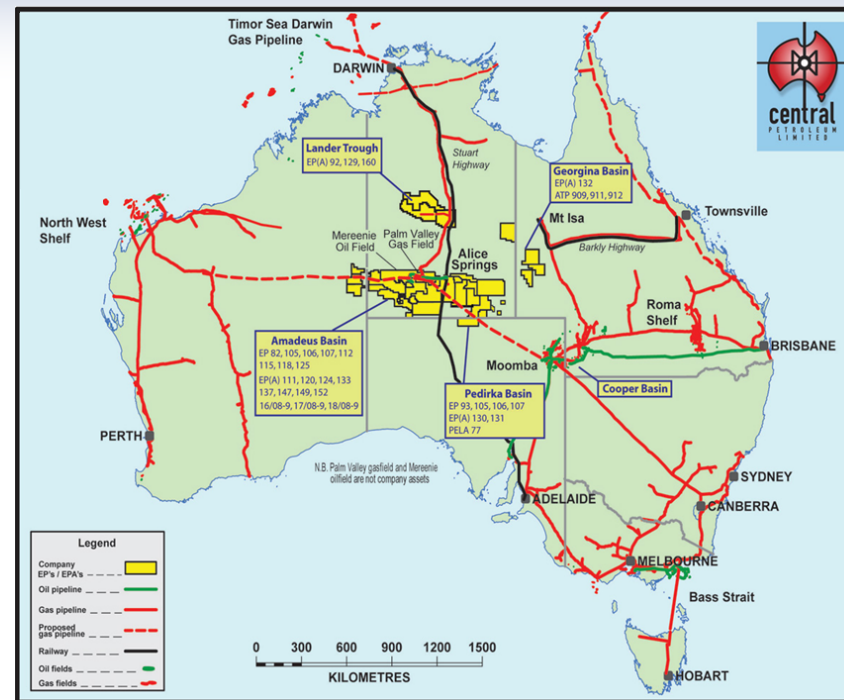 Timor Sea Darwin
Gas Pipeline
DARWIN
central
PETROLEUM
LIMITED
Lander Trough
EP(A) 92, 129, 160
Stuart
Highway
Georgina Basin
EP(A) 132
ATP 909, 911, 912
North West
Shelf
Mereenie
Oil Field
Palm Valley
Gas Field
Mt Isa
Townsville
Barkly Highway
Alice
Springs
Roma
Shelf
Amadeus Basin
EP 82, 105, 106, 107, 112
115, 118, 125
EP(A) 111, 120, 124, 133
137, 147, 149, 152
16/08-9, 17/08-9, 18/08-9
Moomba
BRISBANE
Pedirka Basin
EP 93, 105, 106, 107
EP(A) 130, 131
PELA 77
Cooper Basin
PERTH
N.B. Palm Valley gasfield and Mereenie
oilfield are not company assets
SYDNEY
ADELAIDE
CANBERRA
MELBOURNE
Bass Strait
HOBART
Legend
Company
EP's / EPA's
Oil pipeline
Gas pipeline
Proposed
gas pipeline
Railway
Oil fields
Gas fields
0 300 600 900 1200 1500
KILOMETRES